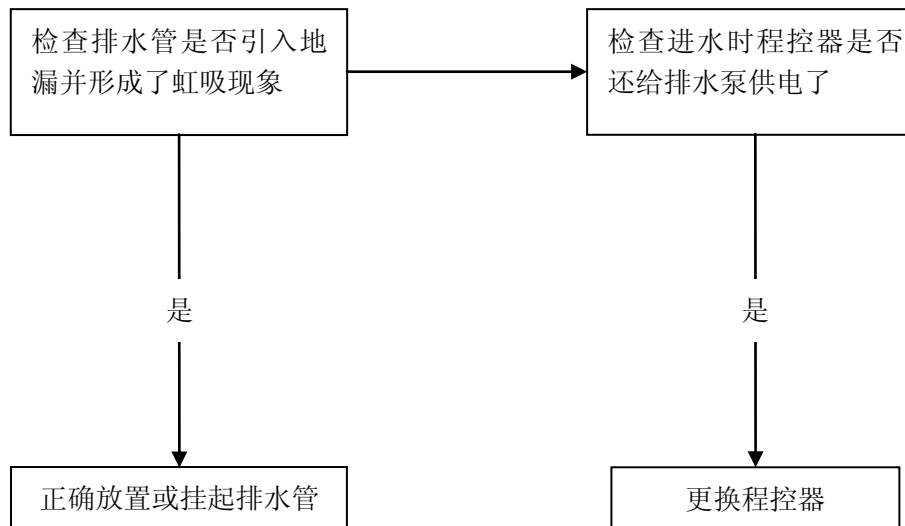 检查排水管是否引入地
漏并形成了虹吸现象
检查进水时程控器是否
还给排水泵供电了
是
是
正确放置或挂起排水管
更换程控器